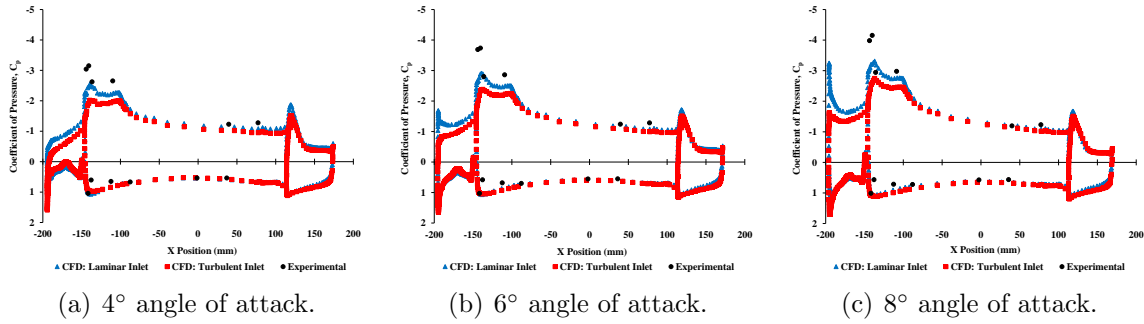 -5
-4
-3
-2
-1
0
1
2
Coefficient of Pressure, Cp
-200 -150 -100 -50 0 50 100 150 200
X Position (mm)
CFD: Laminar Inlet CFD: Turbulent Inlet Experimental
(a) 4° angle of attack.
-5
-4
-3
-2
-1
0
1
2
Coefficient of Pressure, Cp
-200 -150 -100 -50 0 50 100 150 200
X Position (mm)
CFD: Laminar Inlet CFD: Turbulent Inlet Experimental
(b) 6° angle of attack.
-5
-4
-3
-2
-1
0
1
2
Coefficient of Pressure, Cp
-200 -150 -100 -50 0 50 100 150 200
X Position (mm)
CFD: Laminar Inlet CFD: Turbulent Inlet Experimental
(c) 8° angle of attack.